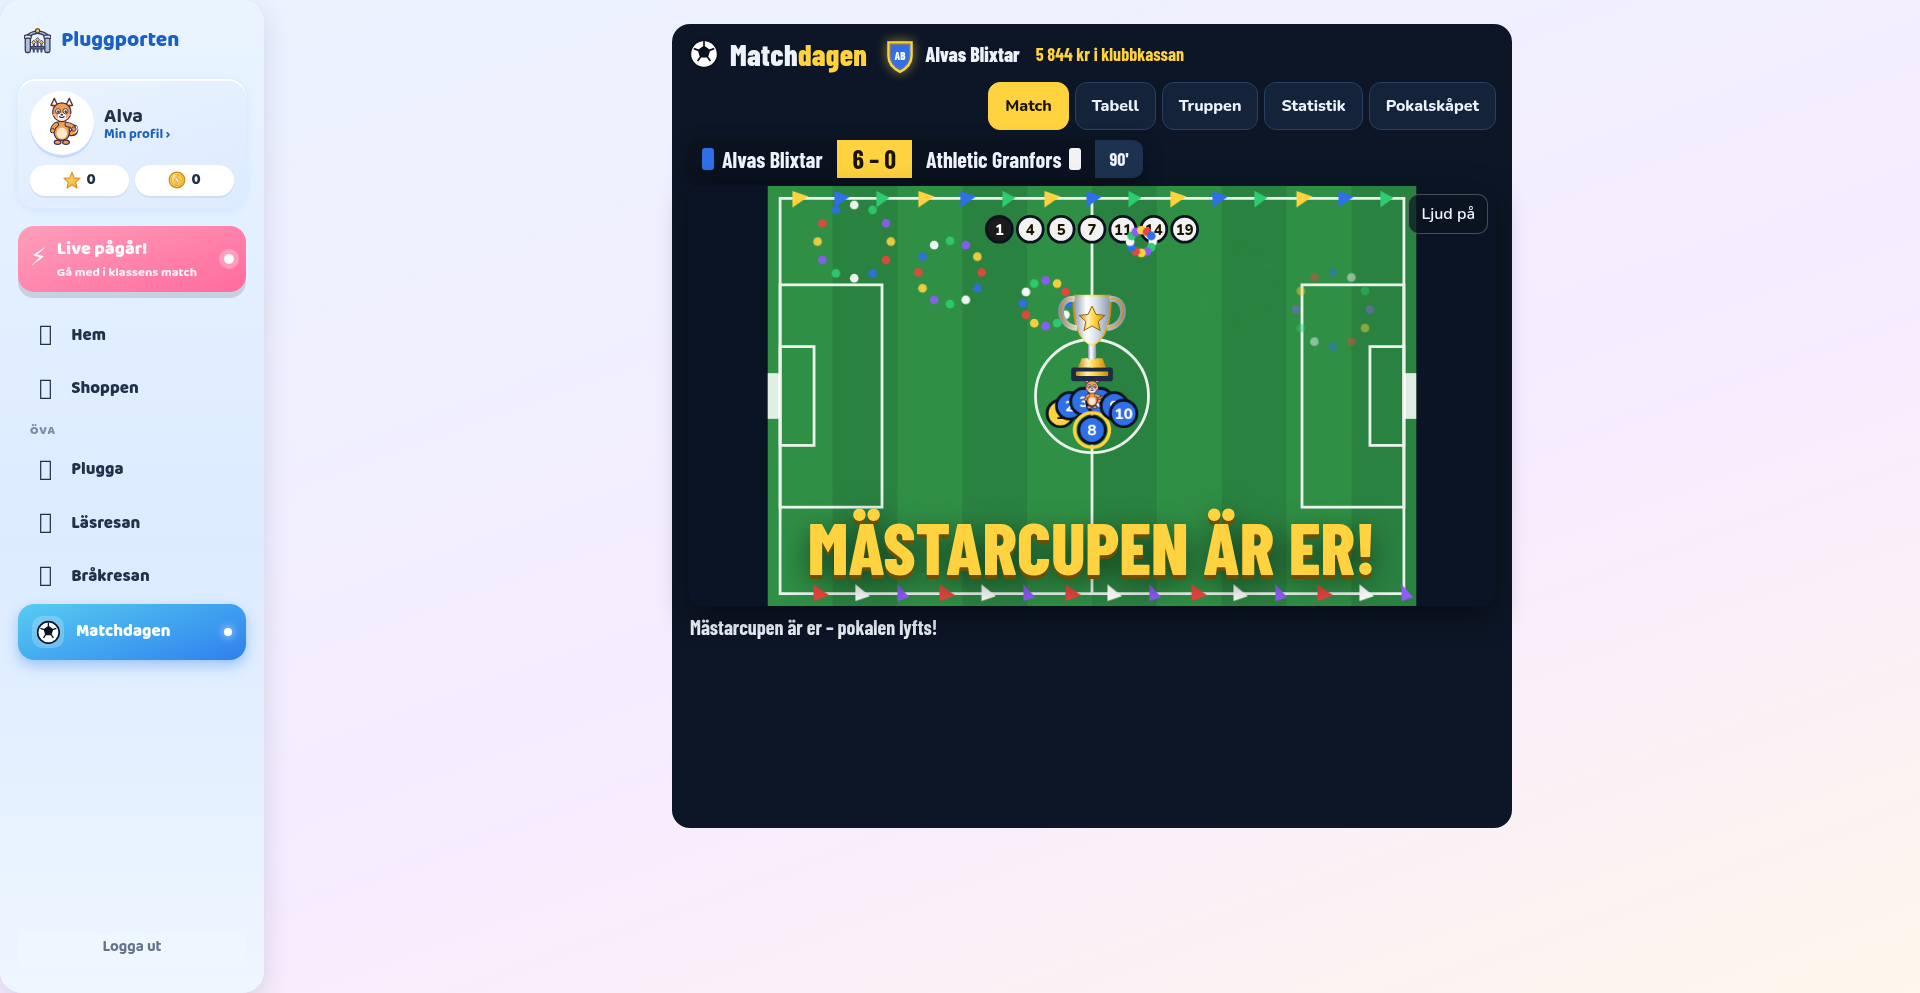 Pluggporten
Alva
Min profil ›
0
0
Live pågår!
Gå med i klassens match
Hem
Shoppen
ÖVA
Plugga
Läsresan
Bråkresan
Matchdagen
Logga ut
Matchdagen
AB
Alvas Blixtar
5 844 kr i klubbkassan
Match
Tabell
Truppen
Statistik
Pokalskåpet
Alvas Blixtar
6 – 0
Athletic Granfors
90'
Ljud på
1 4 5 7 11 14 19
10
8
MÄSTARCUPEN ÄR ER!
Mästarcupen är er – pokalen lyfts!